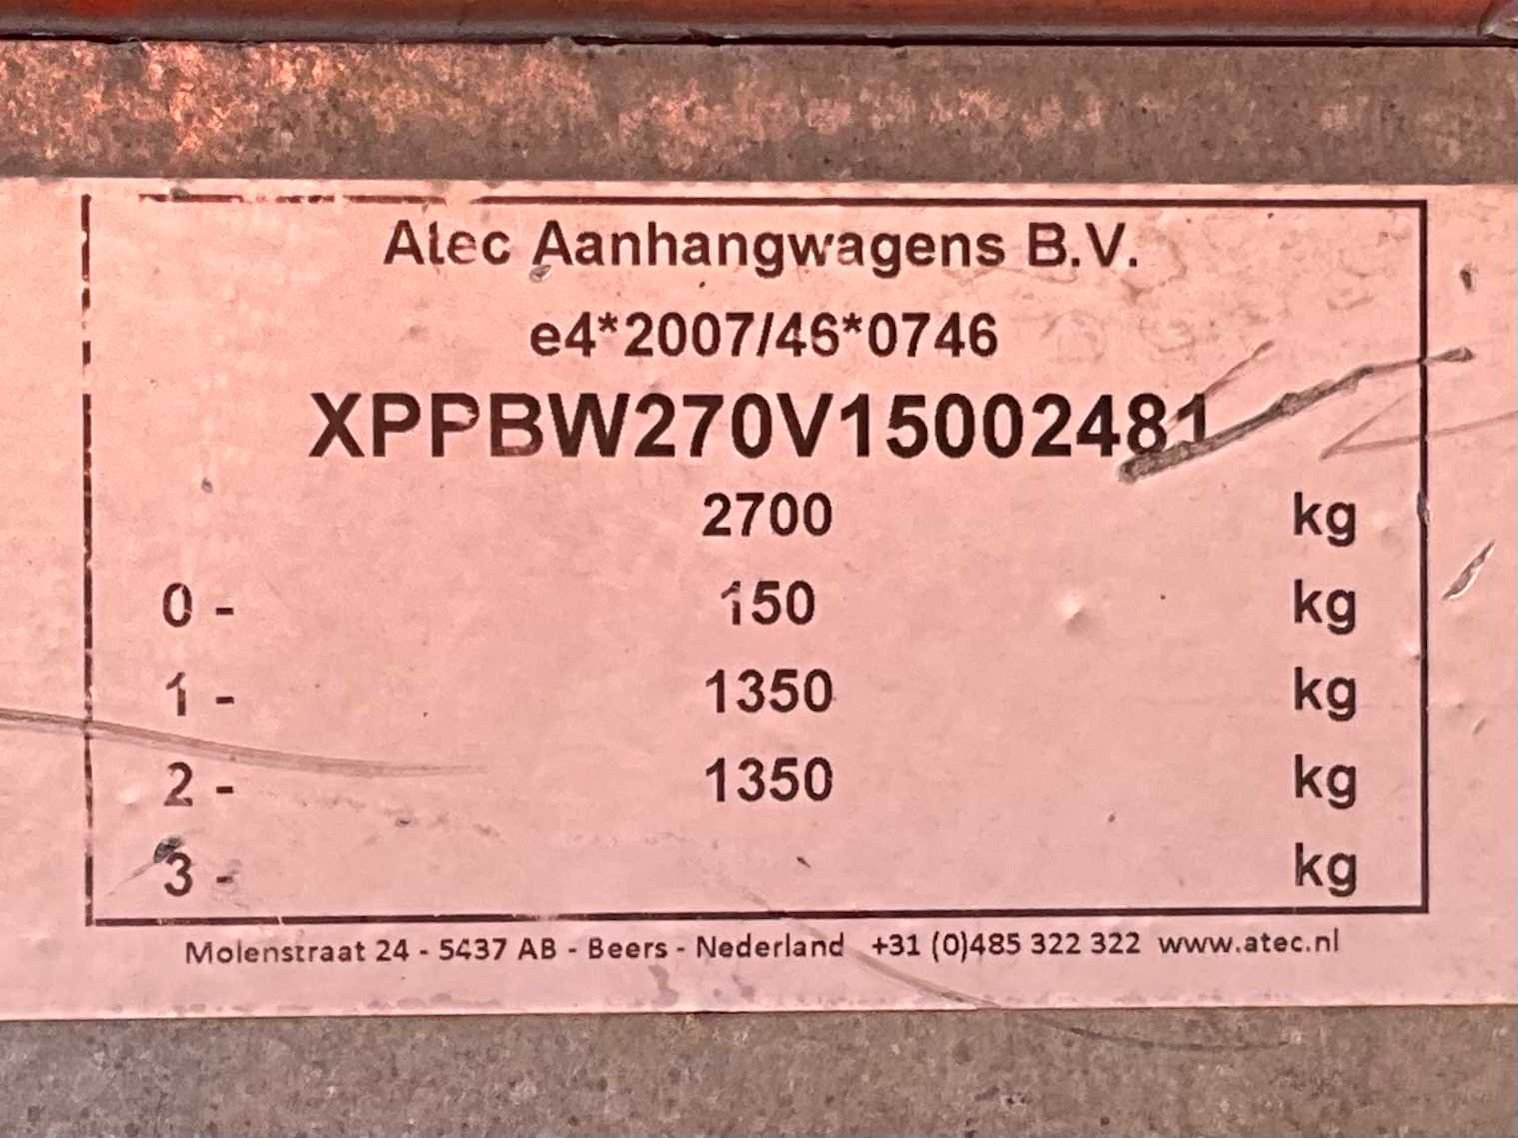 Atec Aanhangwagens B.V.
e4*2007/46*0746
XPPBW270V15002481
2700 kg
0 - 150 kg
1 - 1350 kg
2 - 1350 kg
3 - kg
Molenstraat 24 - 5437 AB - Beers - Nederland +31 (0)485 322 322 www.atec.nl